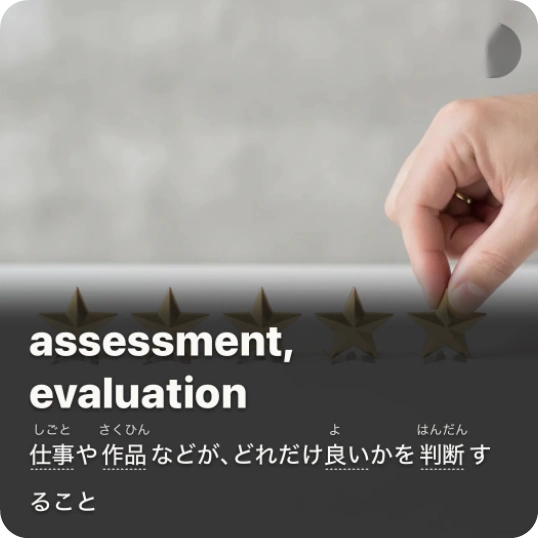 assessment,
evaluation
しごと さくひん よ はんだん
仕事や作品などが、どれだけ良いかを判断す
ること